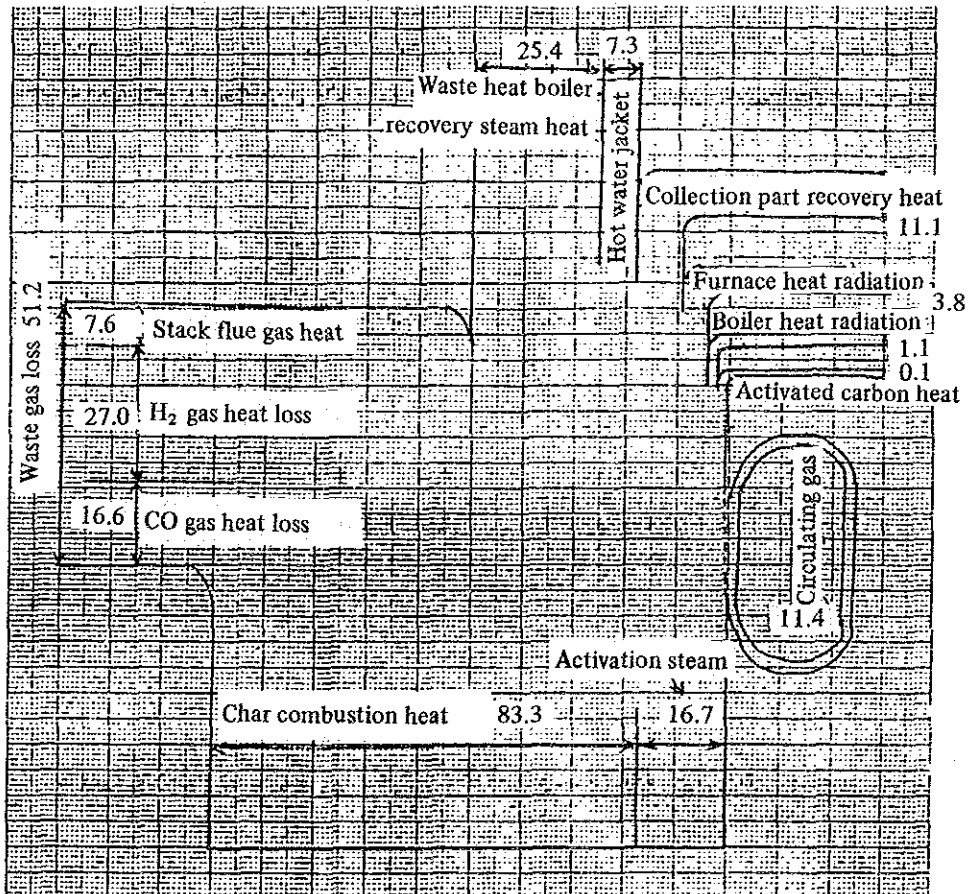 25.4
7.3
Waste heat boiler
recovery steam heat
Hot water jacket
Collection part recovery heat
11.1
Furnace heat radiation
3.8
Boiler heat radiation
1.1
0.1
Activated carbon heat
Waste gas loss 51.2
7.6
Stack flue gas heat
27.0
H₂ gas heat loss
16.6
CO gas heat loss
Circulating gas
11.4
Activation steam
Char combustion heat 83.3
16.7